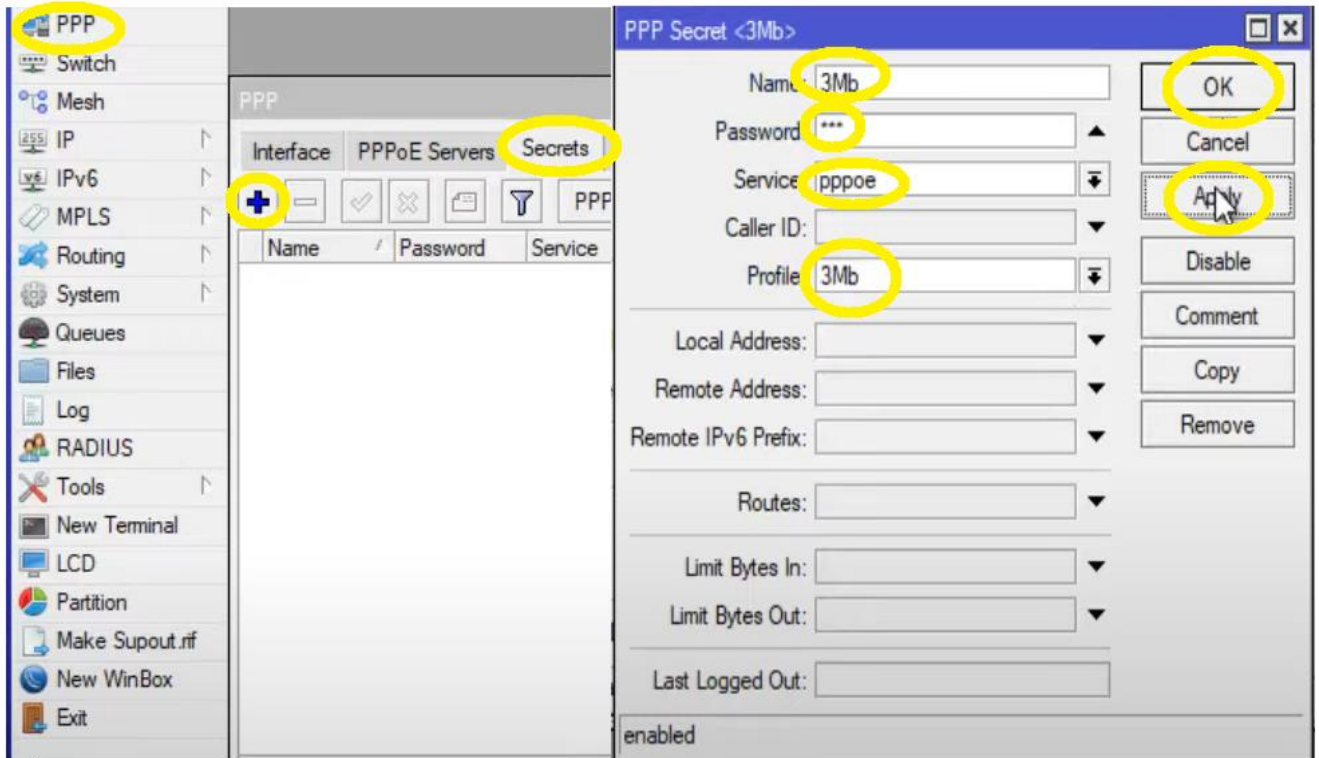 PPP
Switch
Mesh
IP
IPv6
MPLS
Routing
System
Queues
Files
Log
RADIUS
Tools
New Terminal
LCD
Partition
Make Supout.rif
New WinBox
Exit
PPP
Interface PPPoE Servers Secrets
PPP
Name Password Service
PPP Secret <3Mb>
Name: 3Mb
Password: ***
Service: pppoe
Caller ID:
Profile: 3Mb
Local Address:
Remote Address:
Remote IPv6 Prefix:
Routes:
Limit Bytes In:
Limit Bytes Out:
Last Logged Out:
enabled
OK
Cancel
Apply
Disable
Comment
Copy
Remove